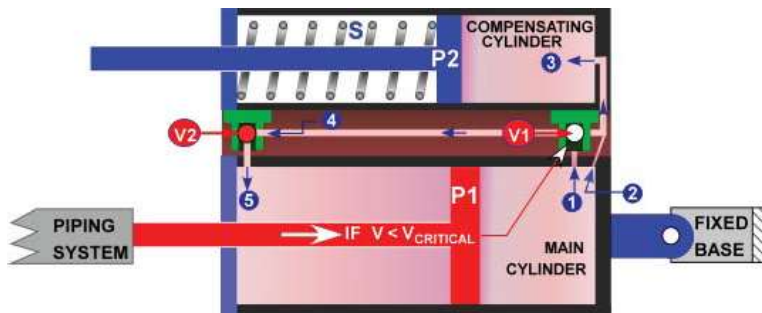 S
COMPENSATING
CYLINDER
P2
3
V2
4
V1
5
P1
1
2
PIPING
SYSTEM
IF V < VCRITICAL
MAIN
CYLINDER
FIXED
BASE